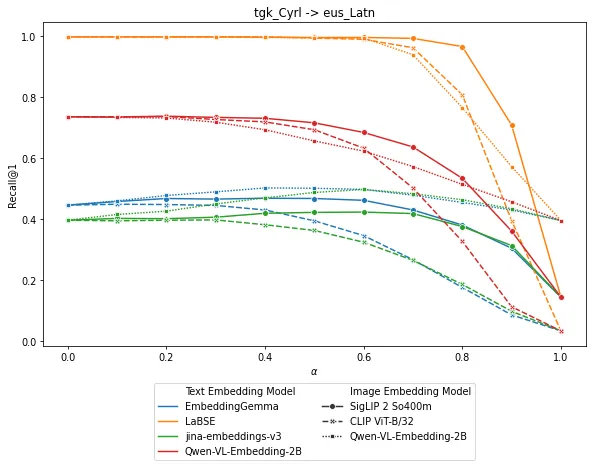 tgk_Cyrl -> eus_Latn
Recall@1
1.0
0.8
0.6
0.4
0.2
0.0
0.0 0.2 0.4 0.6 0.8 1.0
α
Text Embedding Model Image Embedding Model
EmbeddingGemma SigLIP 2 So400m
LaBSE CLIP ViT-B/32
jina-embeddings-v3 Qwen-VL-Embedding-2B
Qwen-VL-Embedding-2B